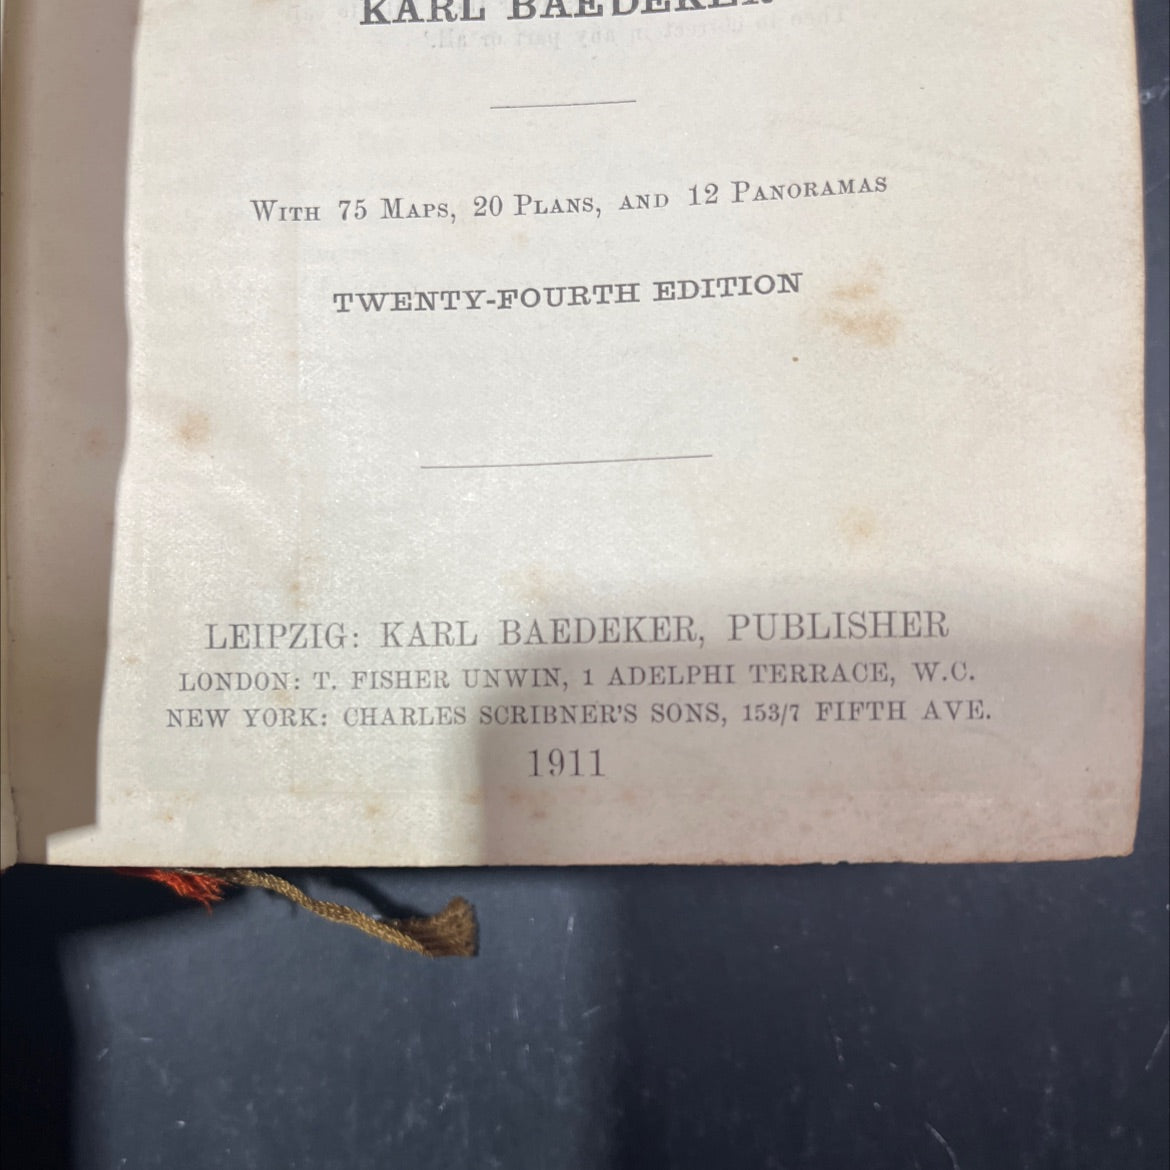 KARL BAEDEKER
WITH 75 MAPS, 20 PLANS, AND 12 PANORAMAS
TWENTY-FOURTH EDITION
LEIPZIG: KARL BAEDEKER, PUBLISHER
LONDON: T. FISHER UNWIN, 1 ADELPHI TERRACE, W.C.
NEW YORK: CHARLES SCRIBNER'S SONS, 153/7 FIFTH AVE.
1911